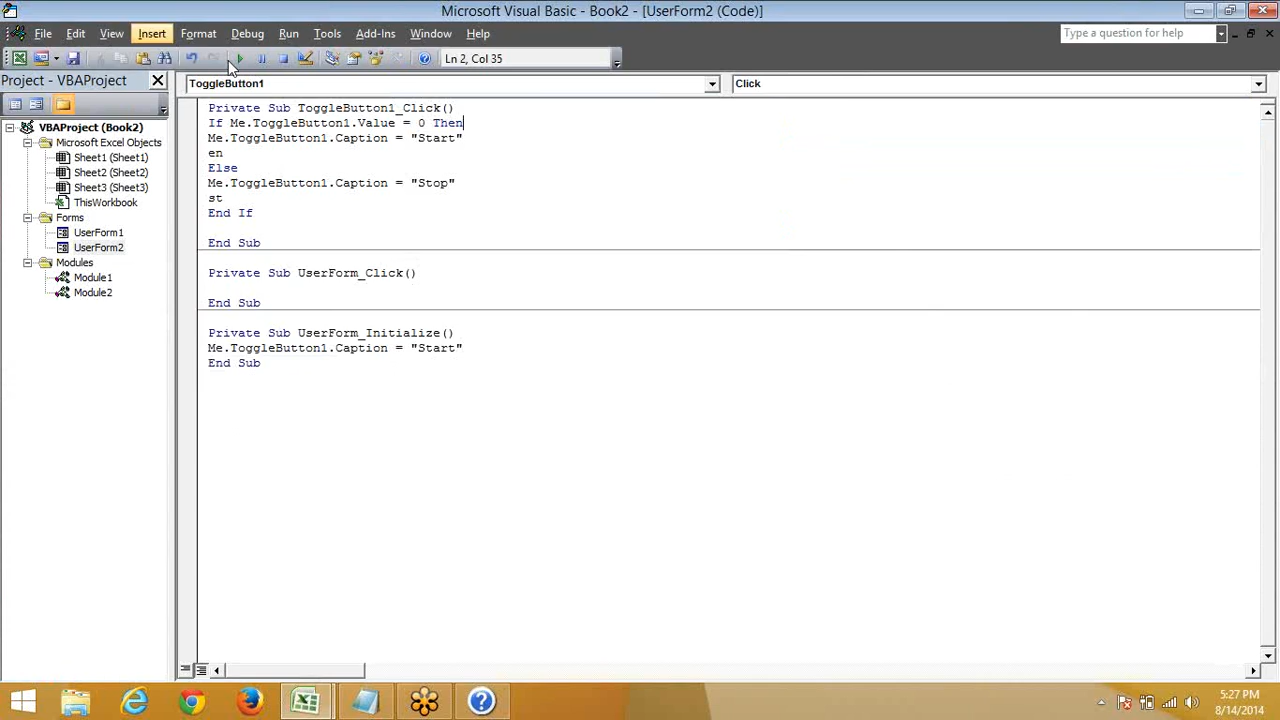 Microsoft Visual Basic - Book2 - [UserForm2 (Code)]
File Edit View Insert Format Debug Run Tools Add-Ins Window Help
Type a question for help
Ln 2, Col 35
Project - VBAProject
ToggleButton1
Click
VBAProject (Book2)
Microsoft Excel Objects
Sheet1 (Sheet1)
Sheet2 (Sheet2)
Sheet3 (Sheet3)
ThisWorkbook
Forms
UserForm1
UserForm2
Modules
Module1
Module2
Private Sub ToggleButton1_Click()
If Me.ToggleButton1.Value = 0 Then
Me.ToggleButton1.Caption = "Start"
en
Else
Me.ToggleButton1.Caption = "Stop"
st
End If
End Sub
Private Sub UserForm_Click()
End Sub
Private Sub UserForm_Initialize()
Me.ToggleButton1.Caption = "Start"
End Sub
5:27 PM
8/14/2014